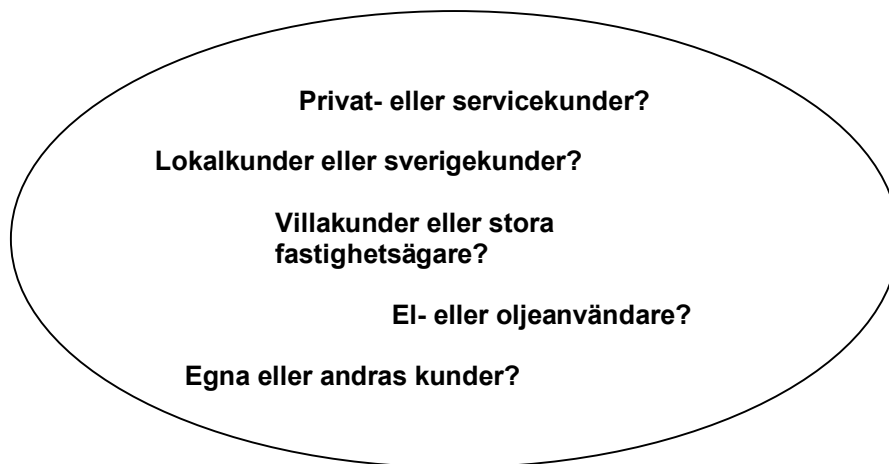 Privat- eller servicekunder?
Lokalkunder eller sverigekunder?
Villakunder eller stora
fastighetsägare?
El- eller oljeanvändare?
Egna eller andras kunder?